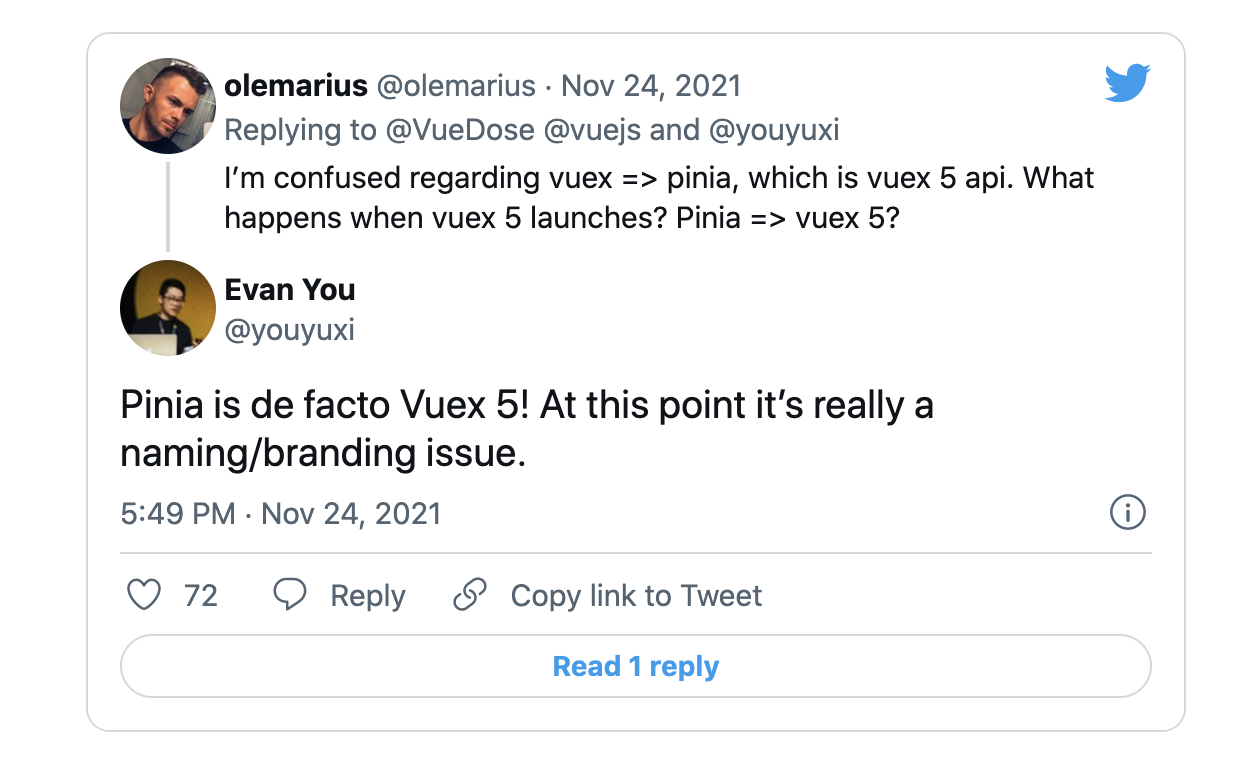 olemarius @olemarius · Nov 24, 2021
Replying to @VueDose @vuejs and @youyuxi
I’m confused regarding vuex => pinia, which is vuex 5 api. What
happens when vuex 5 launches? Pinia => vuex 5?
Evan You
@youyuxi
Pinia is de facto Vuex 5! At this point it’s really a
naming/branding issue.
5:49 PM · Nov 24, 2021
72 Reply Copy link to Tweet
Read 1 reply